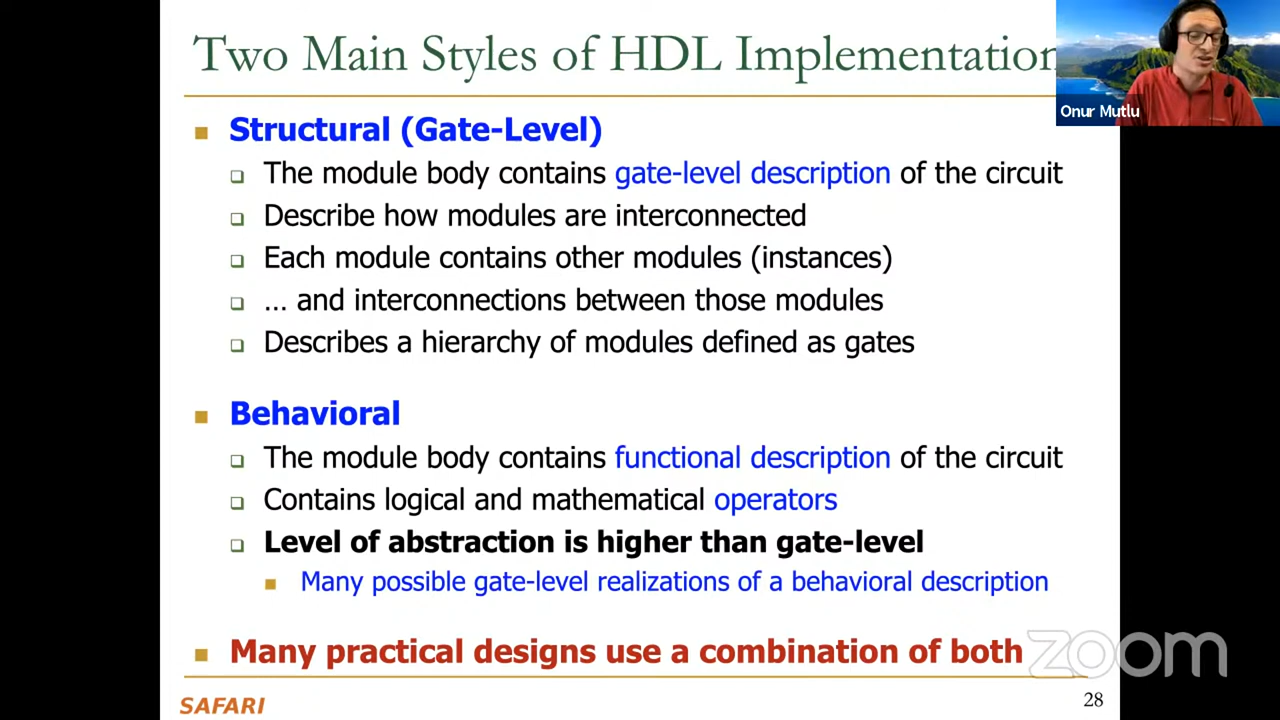 Two Main Styles of HDL Implementation
Onur Mutlu
Structural (Gate-Level)
The module body contains gate-level description of the circuit
Describe how modules are interconnected
Each module contains other modules (instances)
… and interconnections between those modules
Describes a hierarchy of modules defined as gates
Behavioral
The module body contains functional description of the circuit
Contains logical and mathematical operators
Level of abstraction is higher than gate-level
Many possible gate-level realizations of a behavioral description
Many practical designs use a combination of both
zoom
SAFARI
28